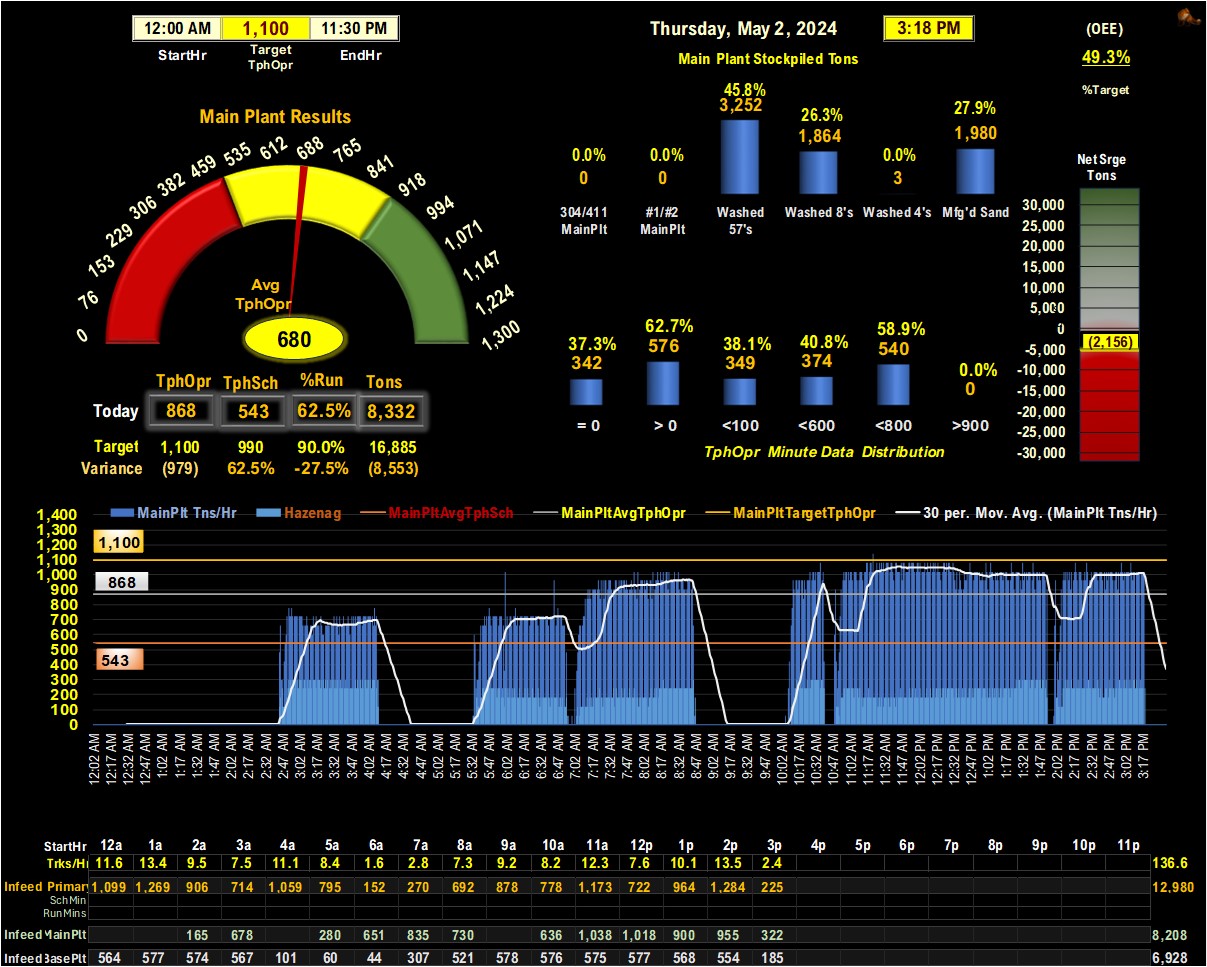 12:00 AM 1,100 11:30 PM
StartHr Target TphOpr EndHr
Thursday, May 2, 2024 3:18 PM
(OEE)
49.3%
%Target
Main Plant Stockpiled Tons
45.8% 26.3% 27.9%
3,252 1,864 1,980
0.0% 0.0% 0.0%
0 0 3
304/411 MainPlt #1/#2 MainPlt Washed 57's Washed 8's Washed 4's Mfg'd Sand
Main Plant Results
0 76 153 229 306 382 459 535 612 688 765 841 918 994 1,071 1,147 1,224 1,300
Avg
TphOpr
680
Net Srge
Tons
30,000
25,000
20,000
15,000
10,000
5,000
0
(2,156)
-5,000
-10,000
-15,000
-20,000
-25,000
-30,000
37.3% 62.7% 38.1% 40.8% 58.9% 0.0%
342 576 349 374 540 0
= 0 > 0 <100 <600 <800 >900
TphOpr Minute Data Distribution
TphOpr TphSch %Run Tons
Today 868 543 62.5% 8,332
Target 1,100 990 90.0% 16,885
Variance (979) 62.5% -27.5% (8,553)
MainPlt Tns/Hr Hazenag MainPltAvgTphSch MainPltAvgTphOpr MainPltTargetTphOpr 30 per. Mov. Avg. (MainPlt Tns/Hr)
1,400
1,300
1,200
1,100
1,000
900
800
700
600
500
400
300
200
100
0
1,100
868
543
12:02 AM 12:17 AM 12:32 AM 12:47 AM 1:02 AM 1:17 AM 1:32 AM 1:47 AM 2:02 AM 2:17 AM 2:32 AM 2:47 AM 3:02 AM 3:17 AM 3:32 AM 3:47 AM 4:02 AM 4:17 AM 4:32 AM 4:47 AM 5:02 AM 5:17 AM 5:32 AM 5:47 AM 6:02 AM 6:17 AM 6:32 AM 6:47 AM 7:02 AM 7:17 AM 7:32 AM 7:47 AM 8:02 AM 8:17 AM 8:32 AM 8:47 AM 9:02 AM 9:17 AM 9:32 AM 9:47 AM 10:02 AM 10:17 AM 10:32 AM 10:47 AM 11:02 AM 11:17 AM 11:32 AM 11:47 AM 12:02 PM 12:17 PM 12:32 PM 12:47 PM 1:02 PM 1:17 PM 1:32 PM 1:47 PM 2:02 PM 2:17 PM 2:32 PM 2:47 PM 3:02 PM 3:17 PM
StartHr 12a 1a 2a 3a 4a 5a 6a 7a 8a 9a 10a 11a 12p 1p 2p 3p 4p 5p 6p 7p 8p 9p 10p 11p
Trks/Hr 11.6 13.4 9.5 7.5 11.1 8.4 1.6 2.8 7.3 9.2 8.2 12.3 7.6 10.1 13.5 2.4 136.6
Infeed Primary 1,099 1,269 906 714 1,059 795 152 270 692 878 778 1,173 722 964 1,284 225 12,980
SchMin
RunMins
Infeed MainPlt 165 678 280 651 835 730 636 1,038 1,018 900 955 322 8,208
Infeed BasePlt 564 577 574 567 101 60 44 307 521 578 576 575 577 568 554 185 6,928